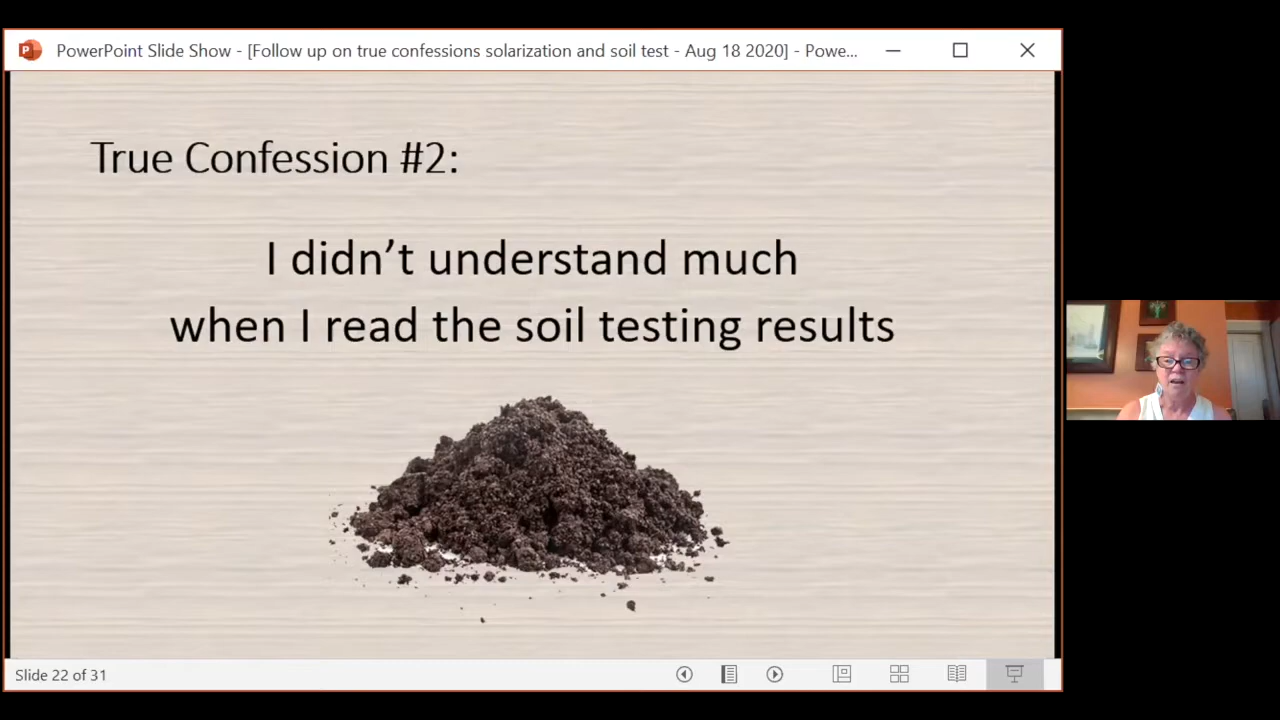 PowerPoint Slide Show - [Follow up on true confessions solarization and soil test - Aug 18 2020] - Powe...
True Confession #2:
I didn’t understand much
when I read the soil testing results
Slide 22 of 31